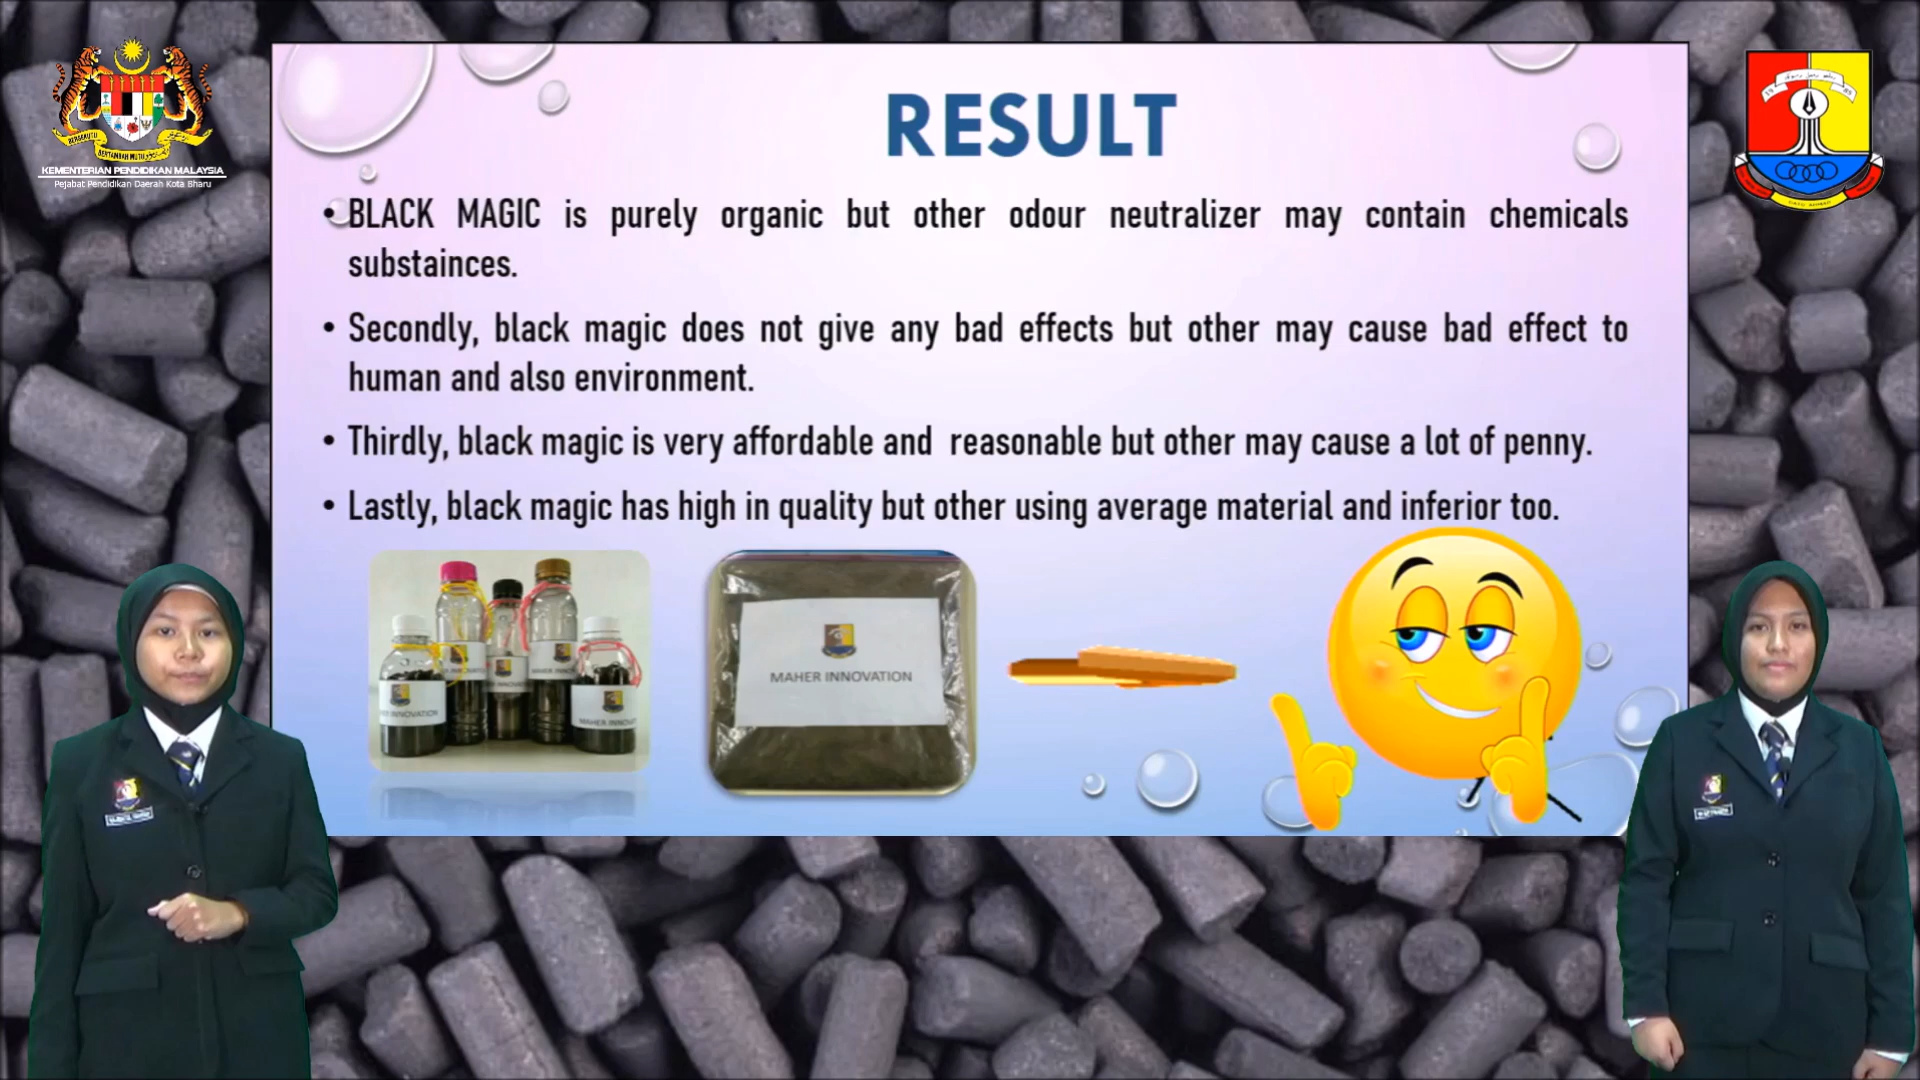 BERSEKUTU
BERTAMBAH MUTU
KEMENTERIAN PENDIDIKAN MALAYSIA
Pejabat Pendidikan Daerah Kota Bharu
RESULT
• BLACK MAGIC is purely organic but other odour neutralizer may contain chemicals
substainces.
• Secondly, black magic does not give any bad effects but other may cause bad effect to
human and also environment.
• Thirdly, black magic is very affordable and reasonable but other may cause a lot of penny.
• Lastly, black magic has high in quality but other using average material and inferior too.
MAHER INNOVATION